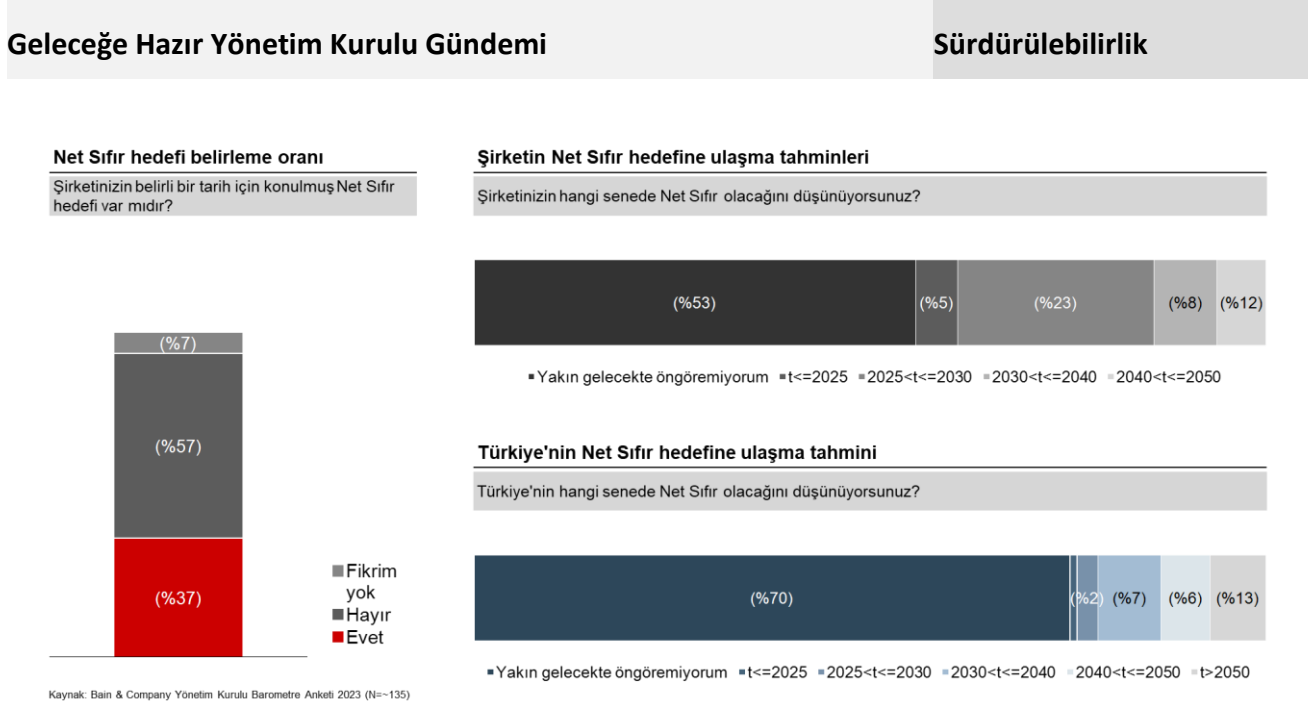 Geleceğe Hazır Yönetim Kurulu Gündemi
Sürdürülebilirlik
Net Sıfır hedefi belirleme oranı
Şirketinizin belirli bir tarih için konulmuş Net Sıfır
hedefi var mıdır?
(%7)
(%57)
(%37)
Fikrim
yok
Hayır
Evet
Kaynak: Bain & Company Yönetim Kurulu Barometre Anketi 2023 (N=~135)
Şirketin Net Sıfır hedefine ulaşma tahminleri
Şirketinizin hangi senede Net Sıfır olacağını düşünüyorsunuz?
(%53) (%5) (%23) (%8) (%12)
Yakın gelecekte öngöremiyorum t<=2025 2025<t<=2030 2030<t<=2040 2040<t<=2050
Türkiye'nin Net Sıfır hedefine ulaşma tahmini
Türkiye'nin hangi senede Net Sıfır olacağını düşünüyorsunuz?
(%70) (%2) (%7) (%6) (%13)
Yakın gelecekte öngöremiyorum t<=2025 2025<t<=2030 2030<t<=2040 2040<t<=2050 t>2050